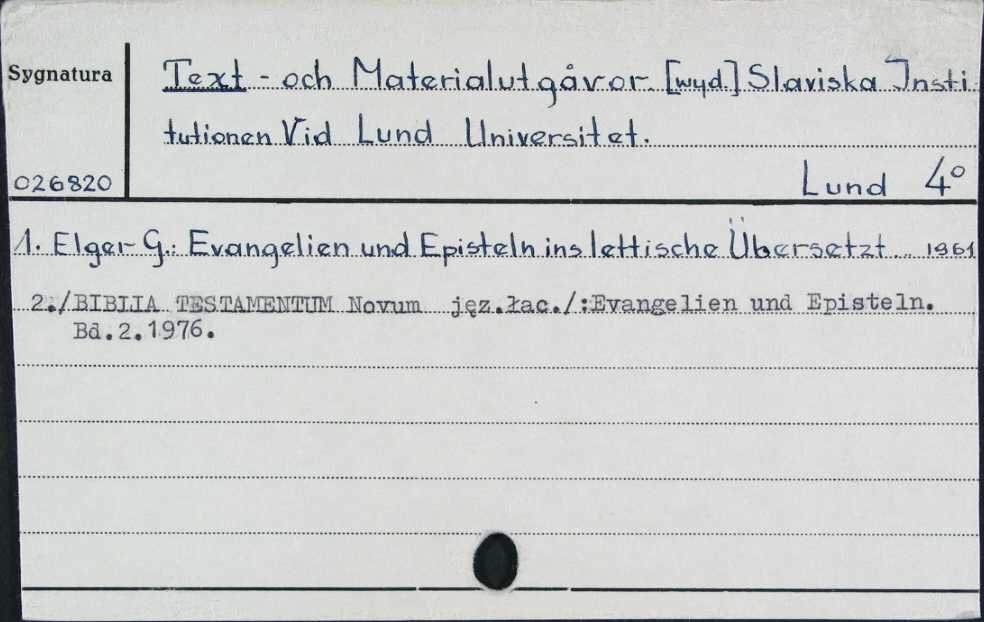 Sygnatura
Text - och Materialutgåvor. [wyd.] Slaviska Insti-
tutionen Vid Lund Universitet.
026820
Lund 4°
1. Elger G.: Evangelien und Episteln ins lettische Übersetzt... 1961
2./BIBLIA TESTAMENTUM Novum jęz.łac./:Evangelien und Episteln.
Bd.2.1976.